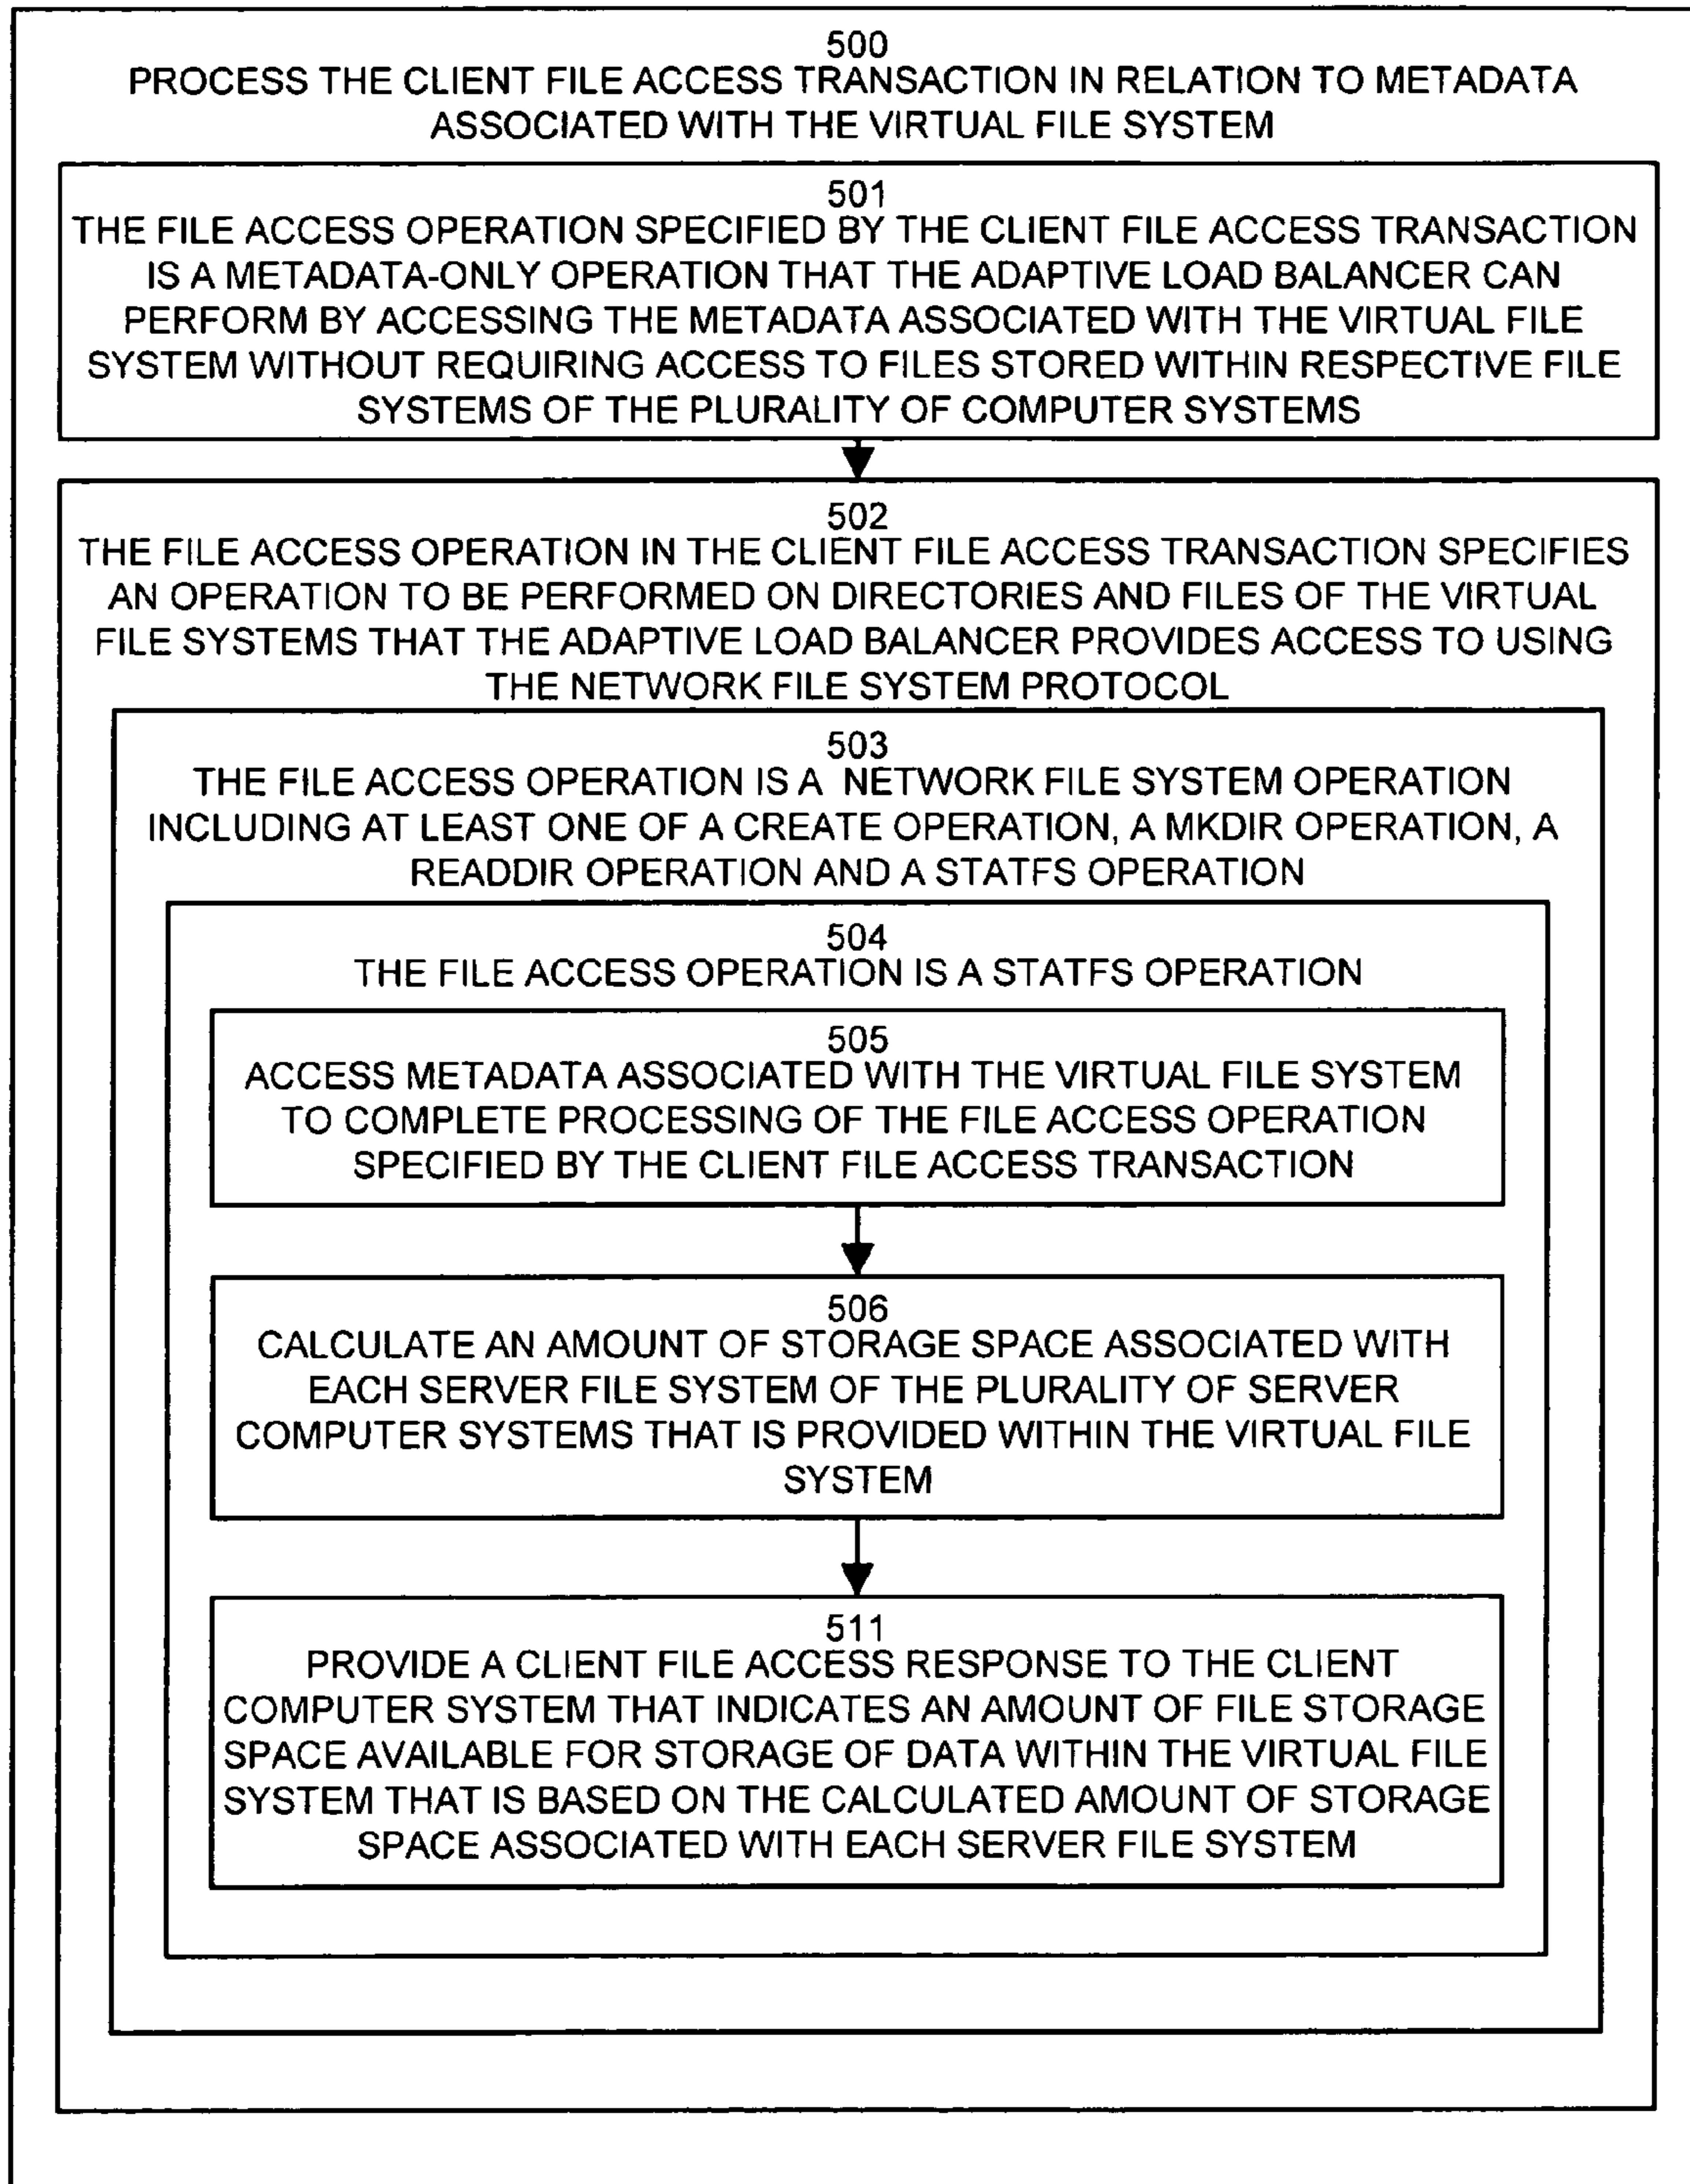 500
PROCESS THE CLIENT FILE ACCESS TRANSACTION IN RELATION TO METADATA
ASSOCIATED WITH THE VIRTUAL FILE SYSTEM
501
THE FILE ACCESS OPERATION SPECIFIED BY THE CLIENT FILE ACCESS TRANSACTION
IS A METADATA-ONLY OPERATION THAT THE ADAPTIVE LOAD BALANCER CAN
PERFORM BY ACCESSING THE METADATA ASSOCIATED WITH THE VIRTUAL FILE
SYSTEM WITHOUT REQUIRING ACCESS TO FILES STORED WITHIN RESPECTIVE FILE
SYSTEMS OF THE PLURALITY OF COMPUTER SYSTEMS
502
THE FILE ACCESS OPERATION IN THE CLIENT FILE ACCESS TRANSACTION SPECIFIES
AN OPERATION TO BE PERFORMED ON DIRECTORIES AND FILES OF THE VIRTUAL
FILE SYSTEMS THAT THE ADAPTIVE LOAD BALANCER PROVIDES ACCESS TO USING
THE NETWORK FILE SYSTEM PROTOCOL
503
THE FILE ACCESS OPERATION IS A NETWORK FILE SYSTEM OPERATION
INCLUDING AT LEAST ONE OF A CREATE OPERATION, A MKDIR OPERATION, A
READDIR OPERATION AND A STATFS OPERATION
504
THE FILE ACCESS OPERATION IS A STATFS OPERATION
505
ACCESS METADATA ASSOCIATED WITH THE VIRTUAL FILE SYSTEM
TO COMPLETE PROCESSING OF THE FILE ACCESS OPERATION
SPECIFIED BY THE CLIENT FILE ACCESS TRANSACTION
506
CALCULATE AN AMOUNT OF STORAGE SPACE ASSOCIATED WITH
EACH SERVER FILE SYSTEM OF THE PLURALITY OF SERVER
COMPUTER SYSTEMS THAT IS PROVIDED WITHIN THE VIRTUAL FILE
SYSTEM
511
PROVIDE A CLIENT FILE ACCESS RESPONSE TO THE CLIENT
COMPUTER SYSTEM THAT INDICATES AN AMOUNT OF FILE STORAGE
SPACE AVAILABLE FOR STORAGE OF DATA WITHIN THE VIRTUAL FILE
SYSTEM THAT IS BASED ON THE CALCULATED AMOUNT OF STORAGE
SPACE ASSOCIATED WITH EACH SERVER FILE SYSTEM